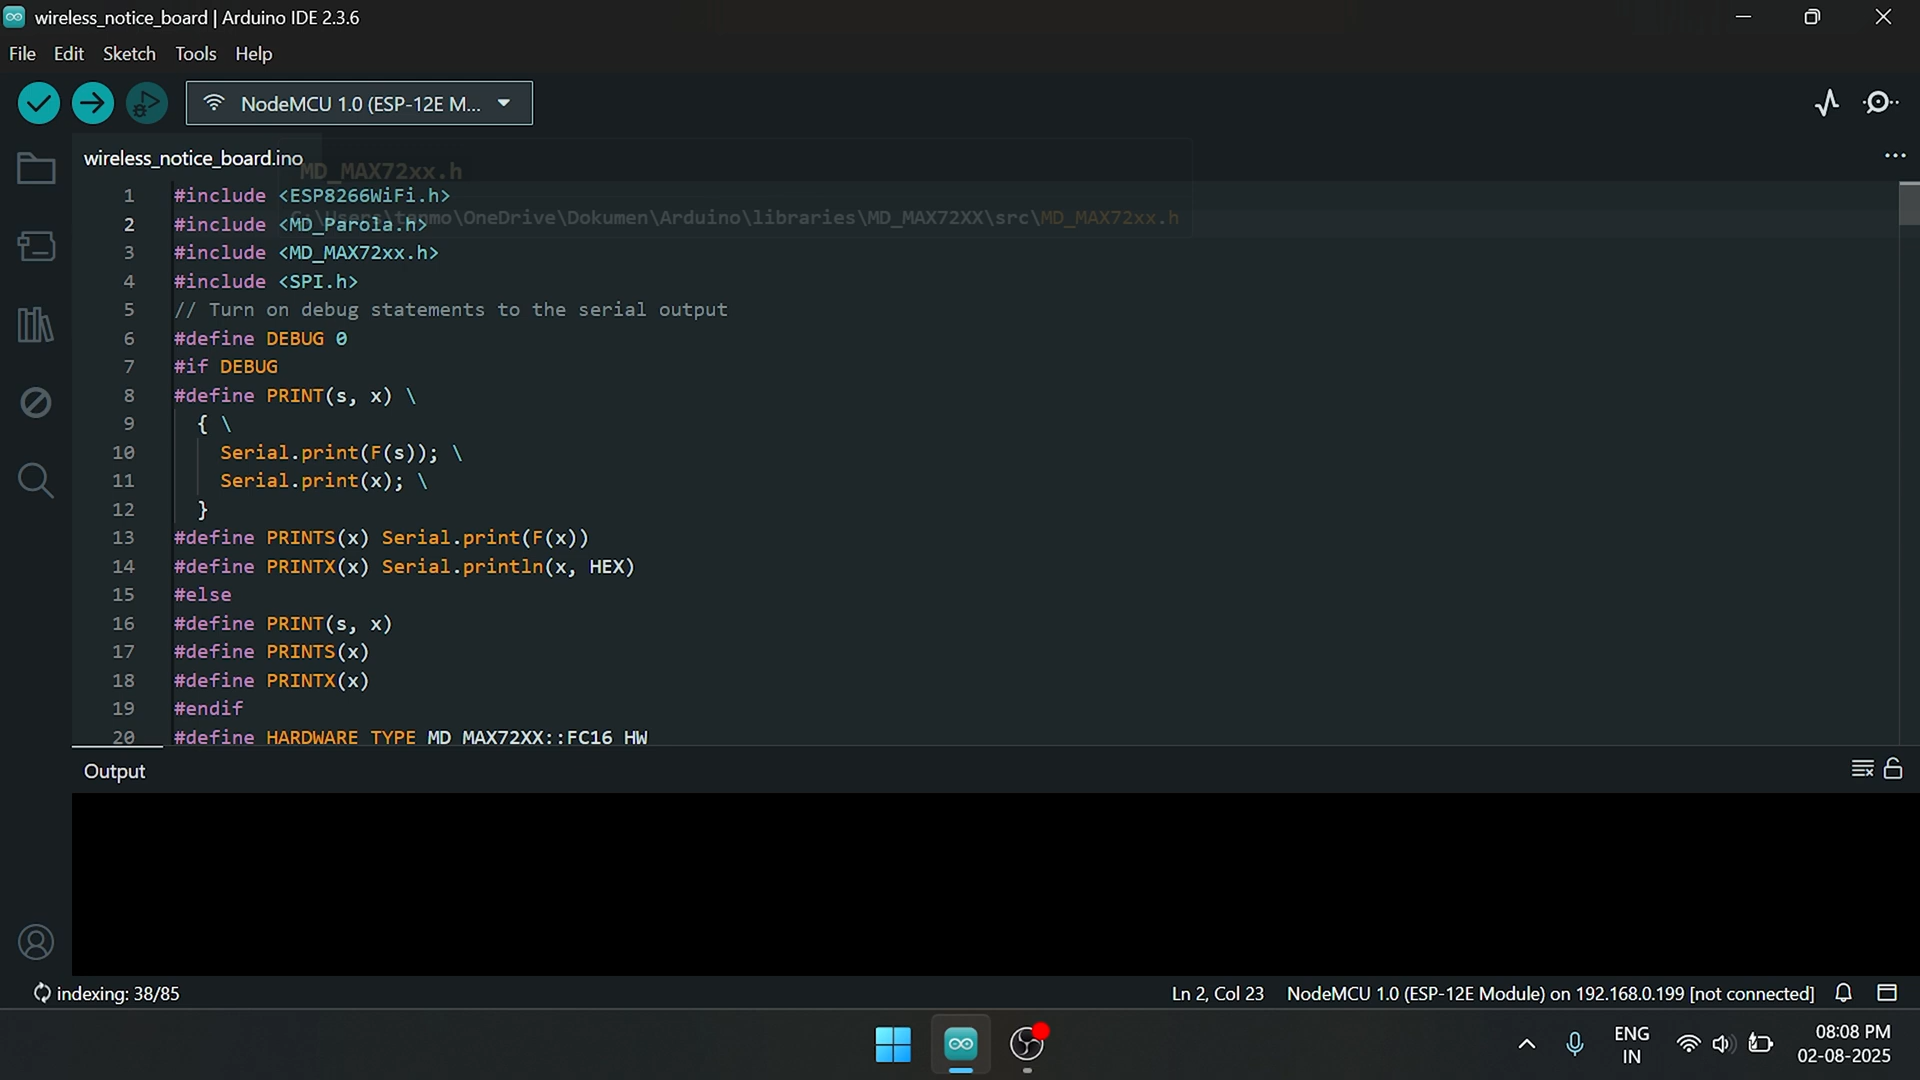 wireless_notice_board | Arduino IDE 2.3.6
File Edit Sketch Tools Help
NodeMCU 1.0 (ESP-12E M...
wireless_notice_board.ino
MD_MAX72xx.h
1 #include <ESP8266WiFi.h>
C:\Users\tanmo\OneDrive\Dokumen\Arduino\libraries\MD_MAX72XX\src\MD_MAX72xx.h
2 #include <MD_Parola.h>
3 #include <MD_MAX72xx.h>
4 #include <SPI.h>
5 // Turn on debug statements to the serial output
6 #define DEBUG 0
7 #if DEBUG
8 #define PRINT(s, x) \
9 { \
10 Serial.print(F(s)); \
11 Serial.print(x); \
12 }
13 #define PRINTS(x) Serial.print(F(x))
14 #define PRINTX(x) Serial.println(x, HEX)
15 #else
16 #define PRINT(s, x)
17 #define PRINTS(x)
18 #define PRINTX(x)
19 #endif
20 #define HARDWARE_TYPE MD_MAX72XX::FC16_HW
Output
indexing: 38/85 Ln 2, Col 23 NodeMCU 1.0 (ESP-12E Module) on 192.168.0.199 [not connected]
ENG 08:08 PM
IN 02-08-2025